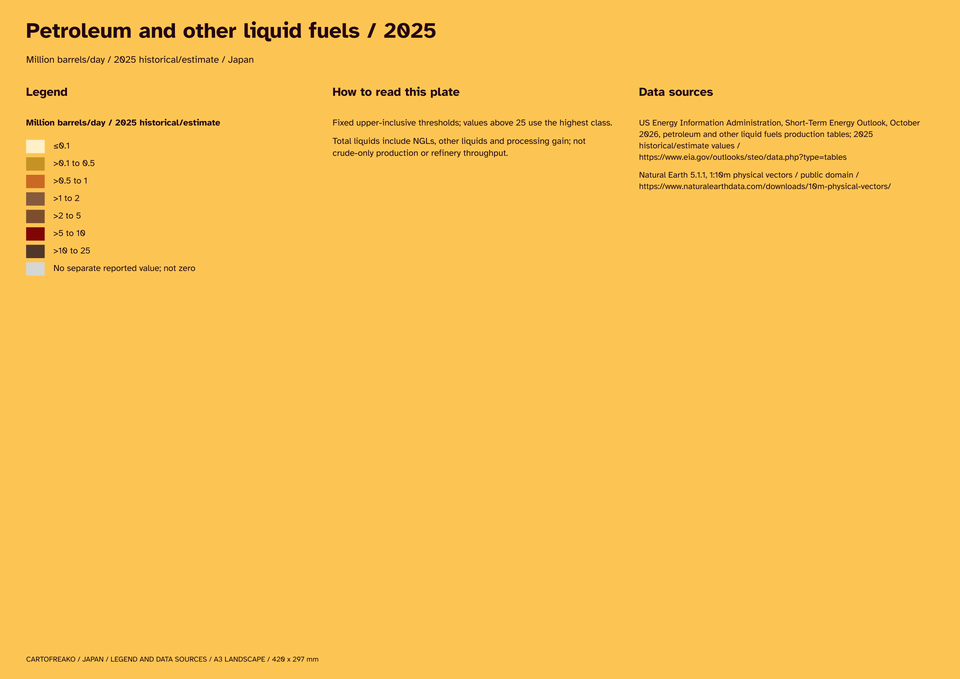 Petroleum and other liquid fuels / 2025
Million barrels/day / 2025 historical/estimate / Japan
Legend
Million barrels/day / 2025 historical/estimate
≤0.1
>0.1 to 0.5
>0.5 to 1
>1 to 2
>2 to 5
>5 to 10
>10 to 25
No separate reported value; not zero
How to read this plate
Fixed upper-inclusive thresholds; values above 25 use the highest class.
Total liquids include NGLs, other liquids and processing gain; not
crude-only production or refinery throughput.
Data sources
US Energy Information Administration, Short-Term Energy Outlook, October
2026, petroleum and other liquid fuels production tables; 2025
historical/estimate values /
https://www.eia.gov/outlooks/steo/data.php?type=tables
Natural Earth 5.1.1, 1:10m physical vectors / public domain /
https://www.naturalearthdata.com/downloads/10m-physical-vectors/
CARTOFREAKO / JAPAN / LEGEND AND DATA SOURCES / A3 LANDSCAPE / 420 x 297 mm